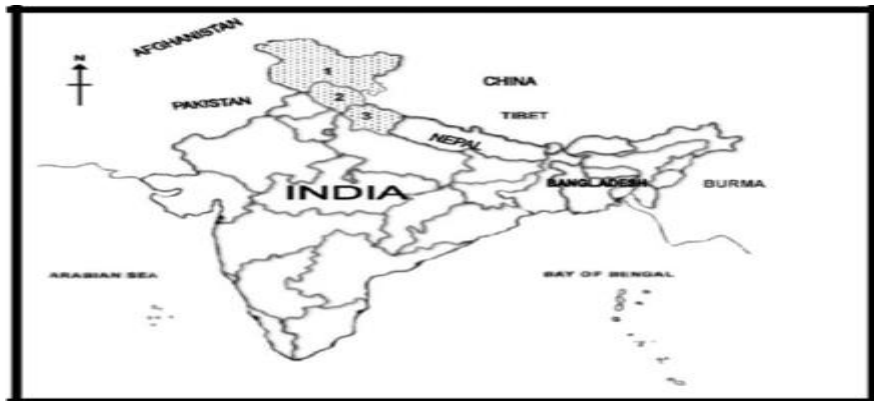 AFGHANISTAN
N
1
CHINA
2
PAKISTAN
3
TIBET
NEPAL
INDIA
BANGLADESH
BURMA
ARABIAN SEA
BAY OF BENGAL